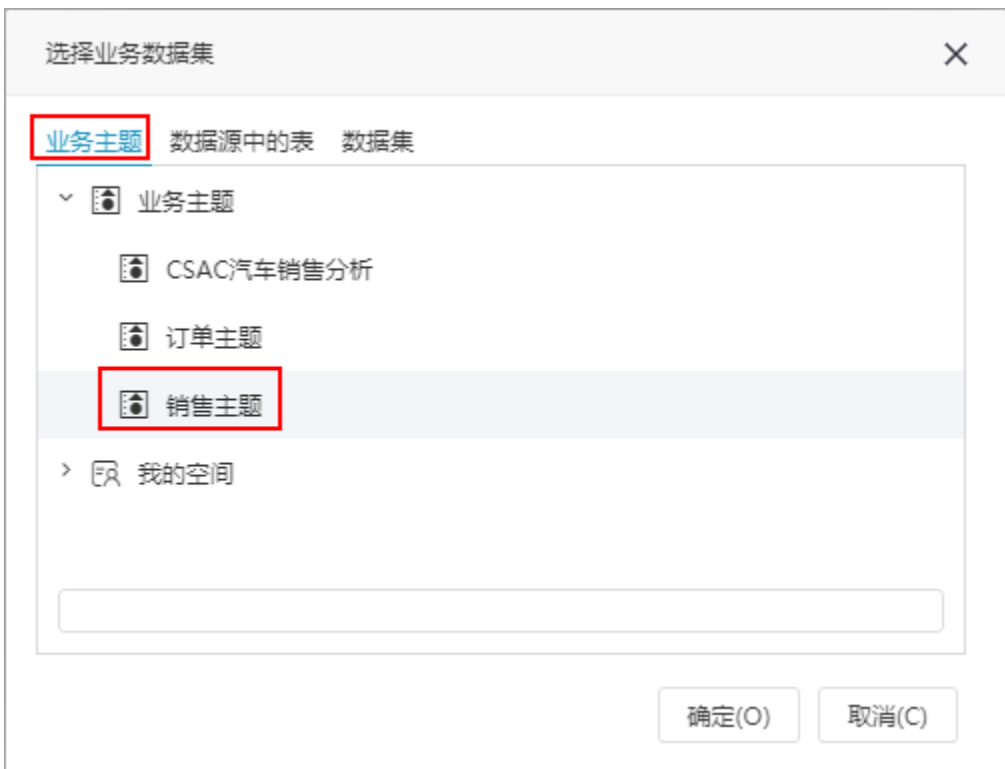 选择业务数据集
业务主题 数据源中的表 数据集
业务主题
CSAC汽车销售分析
订单主题
销售主题
我的空间
确定(O) 取消(C)